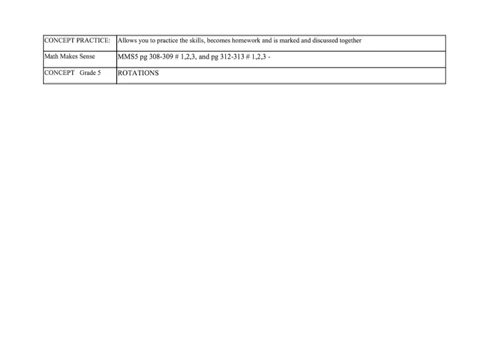 CONCEPT PRACTICE: Allows you to practice the skills, becomes homework and is marked and discussed together
Math Makes Sense MMS5 pg 308-309 # 1,2,3, and pg 312-313 # 1,2,3 -
CONCEPT Grade 5 ROTATIONS